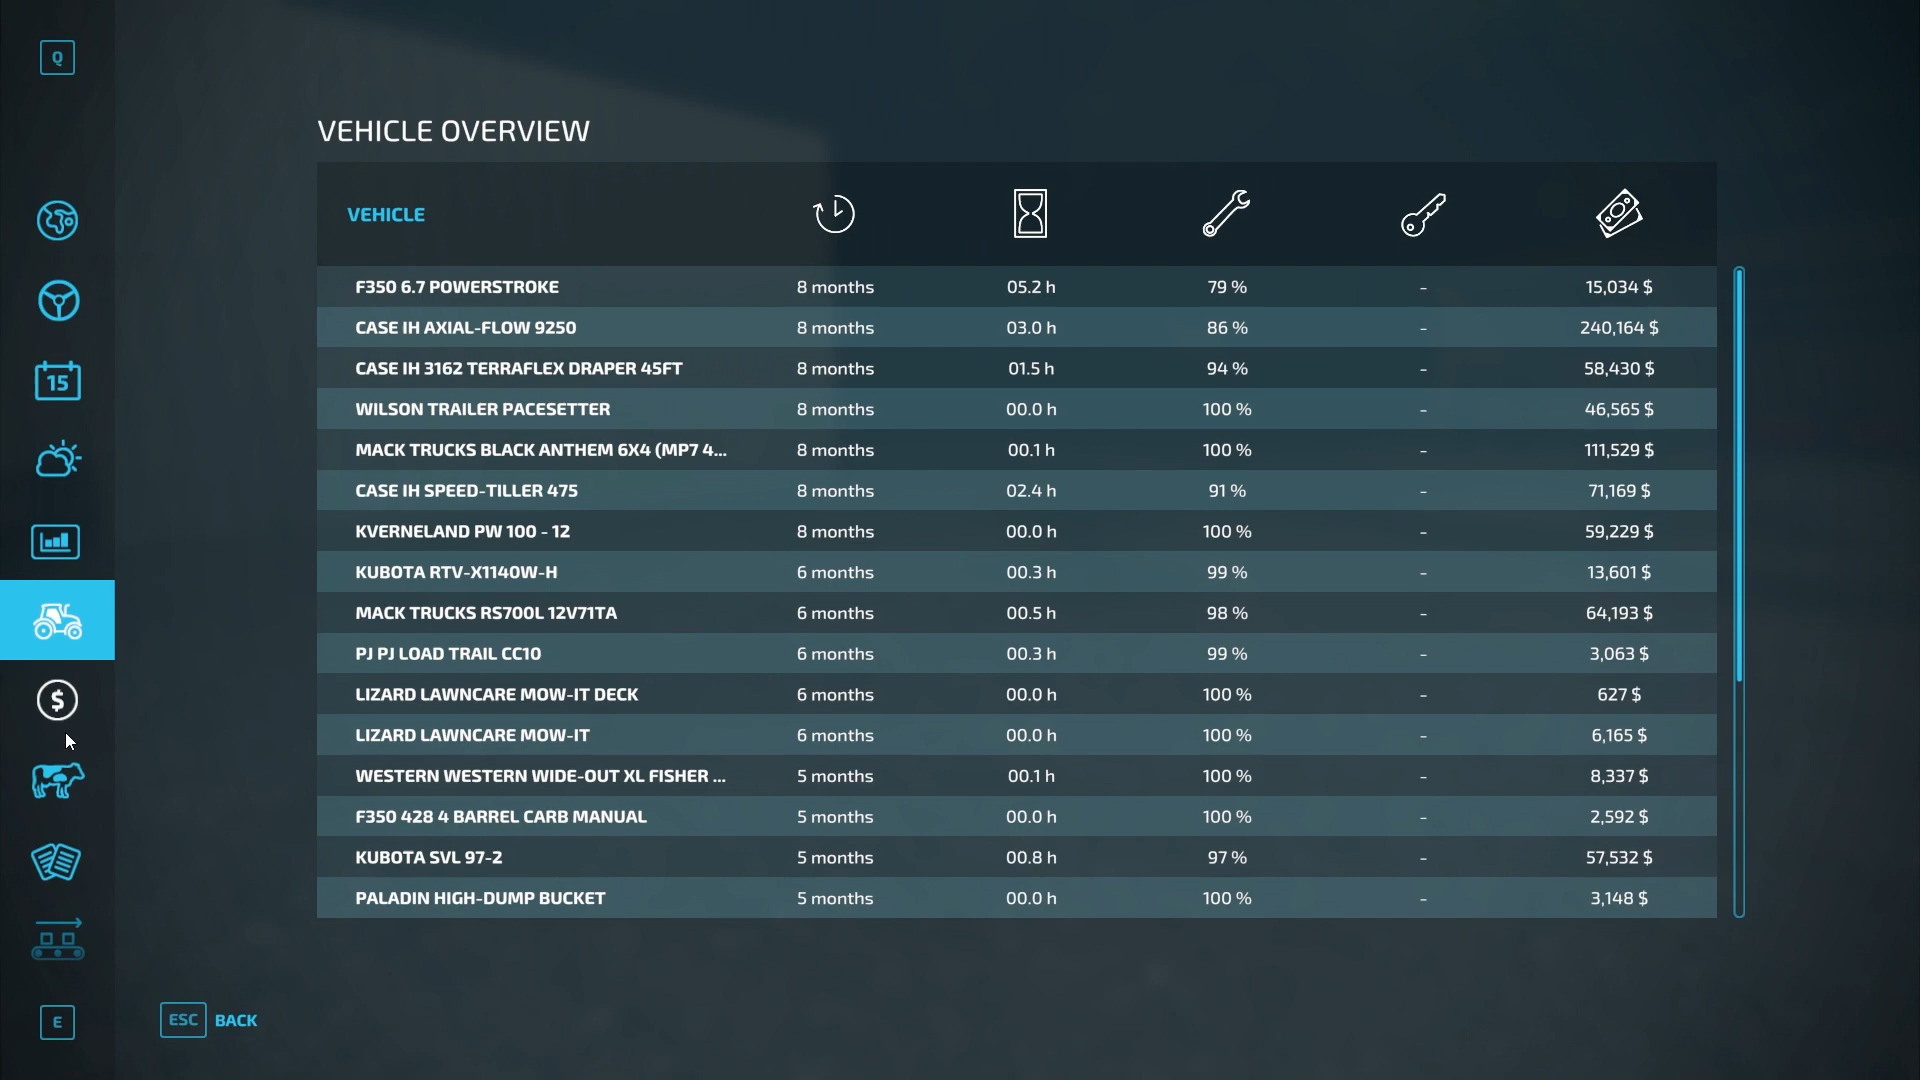 Q
VEHICLE OVERVIEW
VEHICLE
F350 6.7 POWERSTROKE 8 months 05.2 h 79 % - 15,034 $
CASE IH AXIAL-FLOW 9250 8 months 03.0 h 86 % - 240,164 $
15
CASE IH 3162 TERRAFLEX DRAPER 45FT 8 months 01.5 h 94 % - 58,430 $
WILSON TRAILER PACESETTER 8 months 00.0 h 100 % - 46,565 $
MACK TRUCKS BLACK ANTHEM 6X4 (MP7 4... 8 months 00.1 h 100 % - 111,529 $
CASE IH SPEED-TILLER 475 8 months 02.4 h 91 % - 71,169 $
KVERNELAND PW 100 - 12 8 months 00.0 h 100 % - 59,229 $
KUBOTA RTV-X1140W-H 6 months 00.3 h 99 % - 13,601 $
MACK TRUCKS RS700L 12V71TA 6 months 00.5 h 98 % - 64,193 $
PJ PJ LOAD TRAIL CC10 6 months 00.3 h 99 % - 3,063 $
LIZARD LAWNCARE MOW-IT DECK 6 months 00.0 h 100 % - 627 $
$
LIZARD LAWNCARE MOW-IT 6 months 00.0 h 100 % - 6,165 $
WESTERN WESTERN WIDE-OUT XL FISHER ... 5 months 00.1 h 100 % - 8,337 $
F350 428 4 BARREL CARB MANUAL 5 months 00.0 h 100 % - 2,592 $
KUBOTA SVL 97-2 5 months 00.8 h 97 % - 57,532 $
PALADIN HIGH-DUMP BUCKET 5 months 00.0 h 100 % - 3,148 $
E
ESC BACK